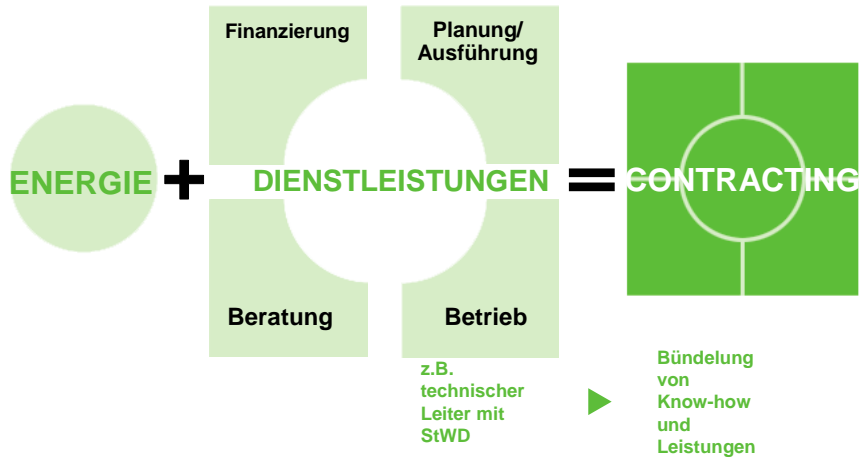 Finanzierung
Planung/
Ausführung
ENERGIE + DIENSTLEISTUNGEN = CONTRACTING
Beratung
Betrieb
z.B.
technischer
Leiter mit
StWD
Bündelung
von
Know-how
und
Leistungen